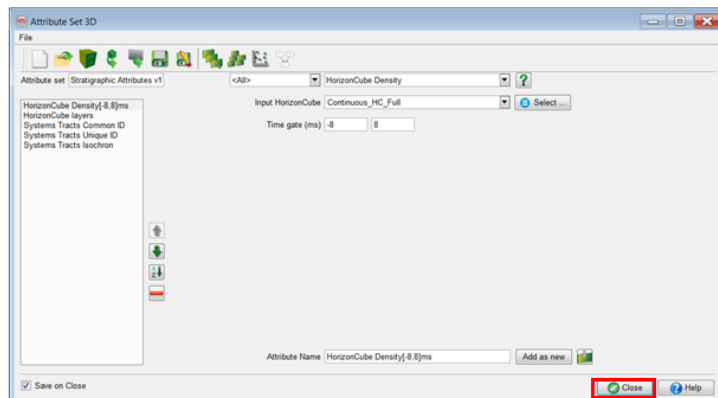 Attribute Set 3D
File
Attribute set Stratigraphic Attributes v1 <All> HorizonCube Density ?
Input HorizonCube Continuous_HC_Full Select ...
Time gate (ms) -8 8
HorizonCube Density[-8,8]ms
HorizonCube layers
Systems Tracts Common ID
Systems Tracts Unique ID
Systems Tracts Isochron
Attribute Name HorizonCube Density[-8,8]ms Add as new
Save on Close Close ? Help